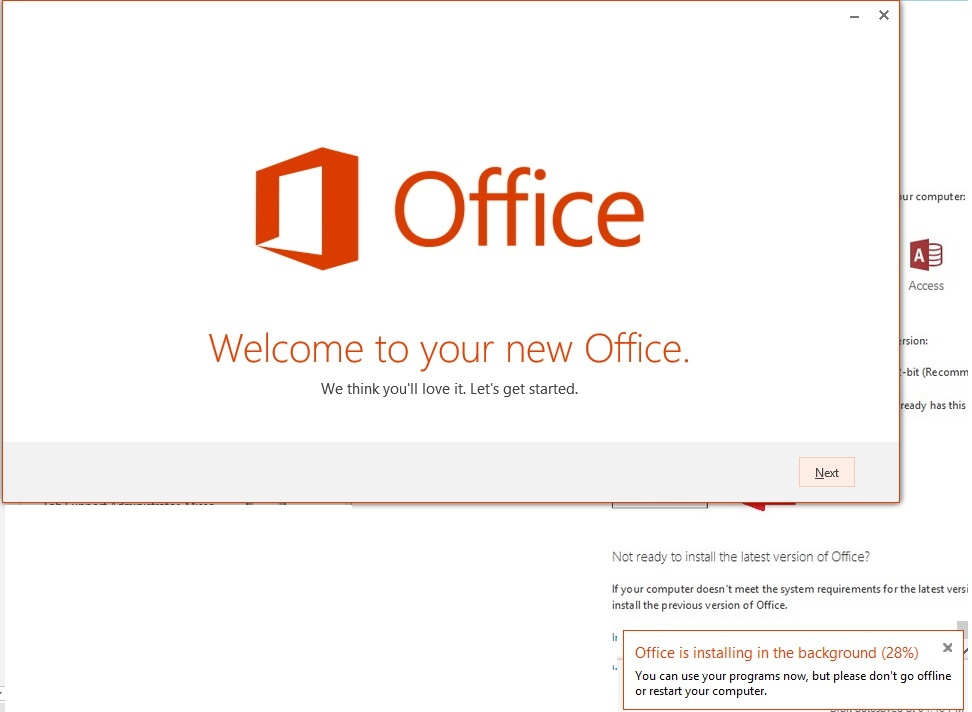 Office
Welcome to your new Office.
We think you'll love it. Let's get started.
Next
our computer:
A
Access
ersion:
-bit (Recomm
ready has this
Not ready to install the latest version of Office?
If your computer doesn't meet the system requirements for the latest versi
install the previous version of Office.
Office is installing in the background (28%)
You can use your programs now, but please don't go offline
or restart your computer.